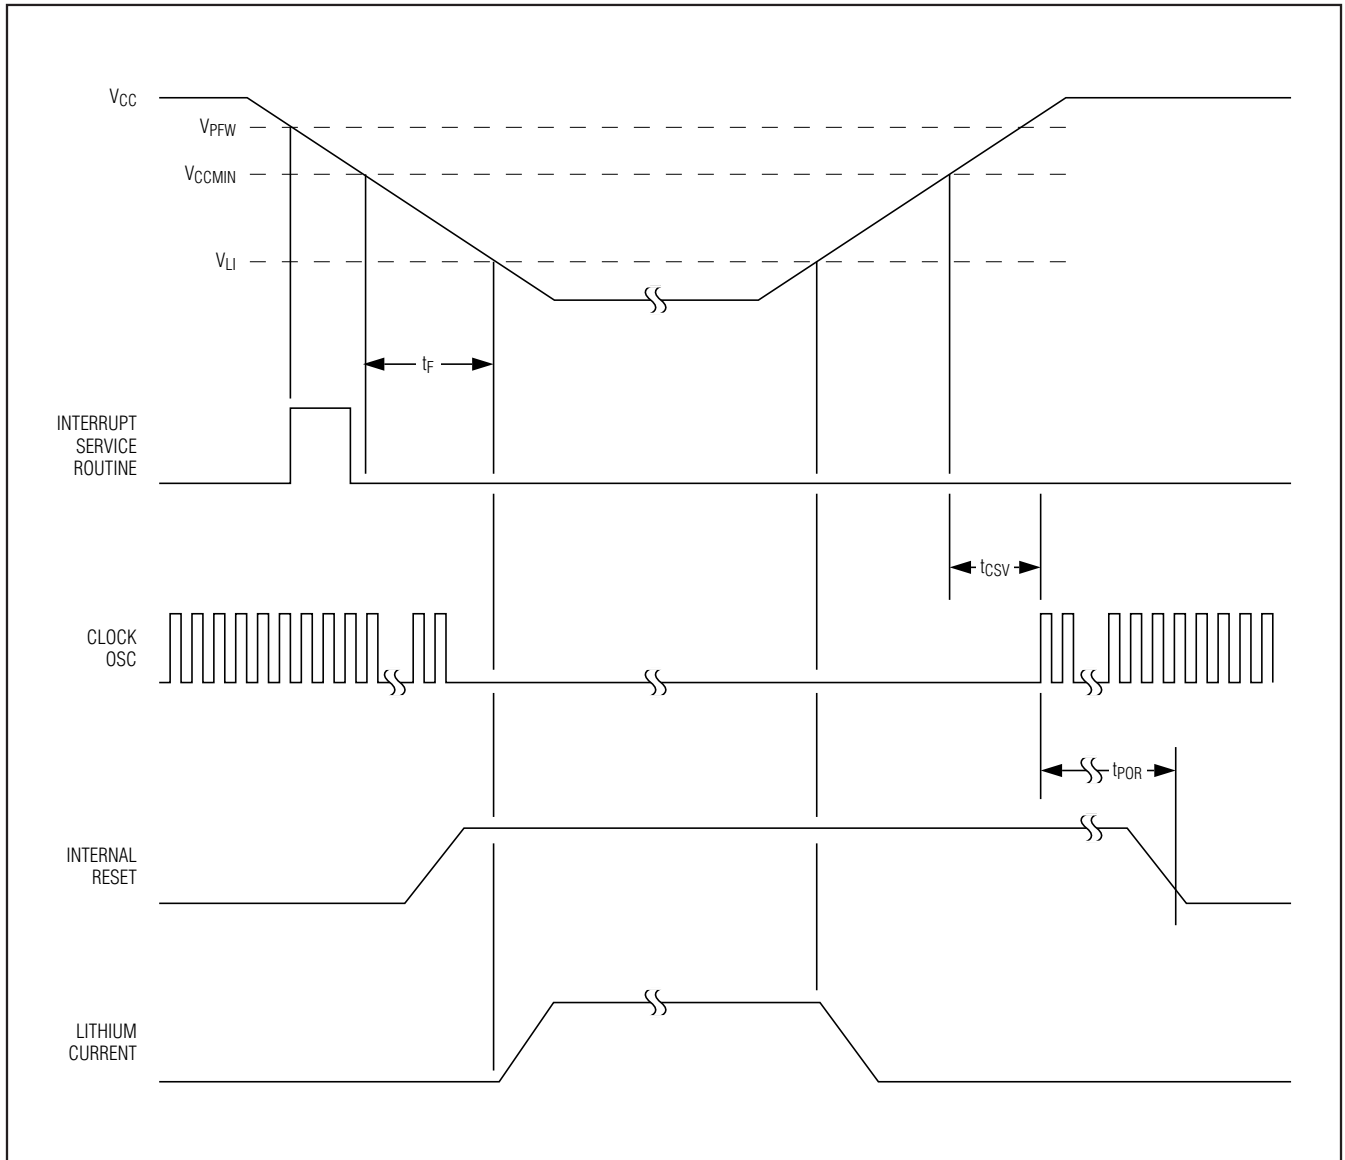 VCC
VPFW
VCCMIN
VLI
tF
INTERRUPT
SERVICE
ROUTINE
tCSV
CLOCK
OSC
tPOR
INTERNAL
RESET
LITHIUM
CURRENT